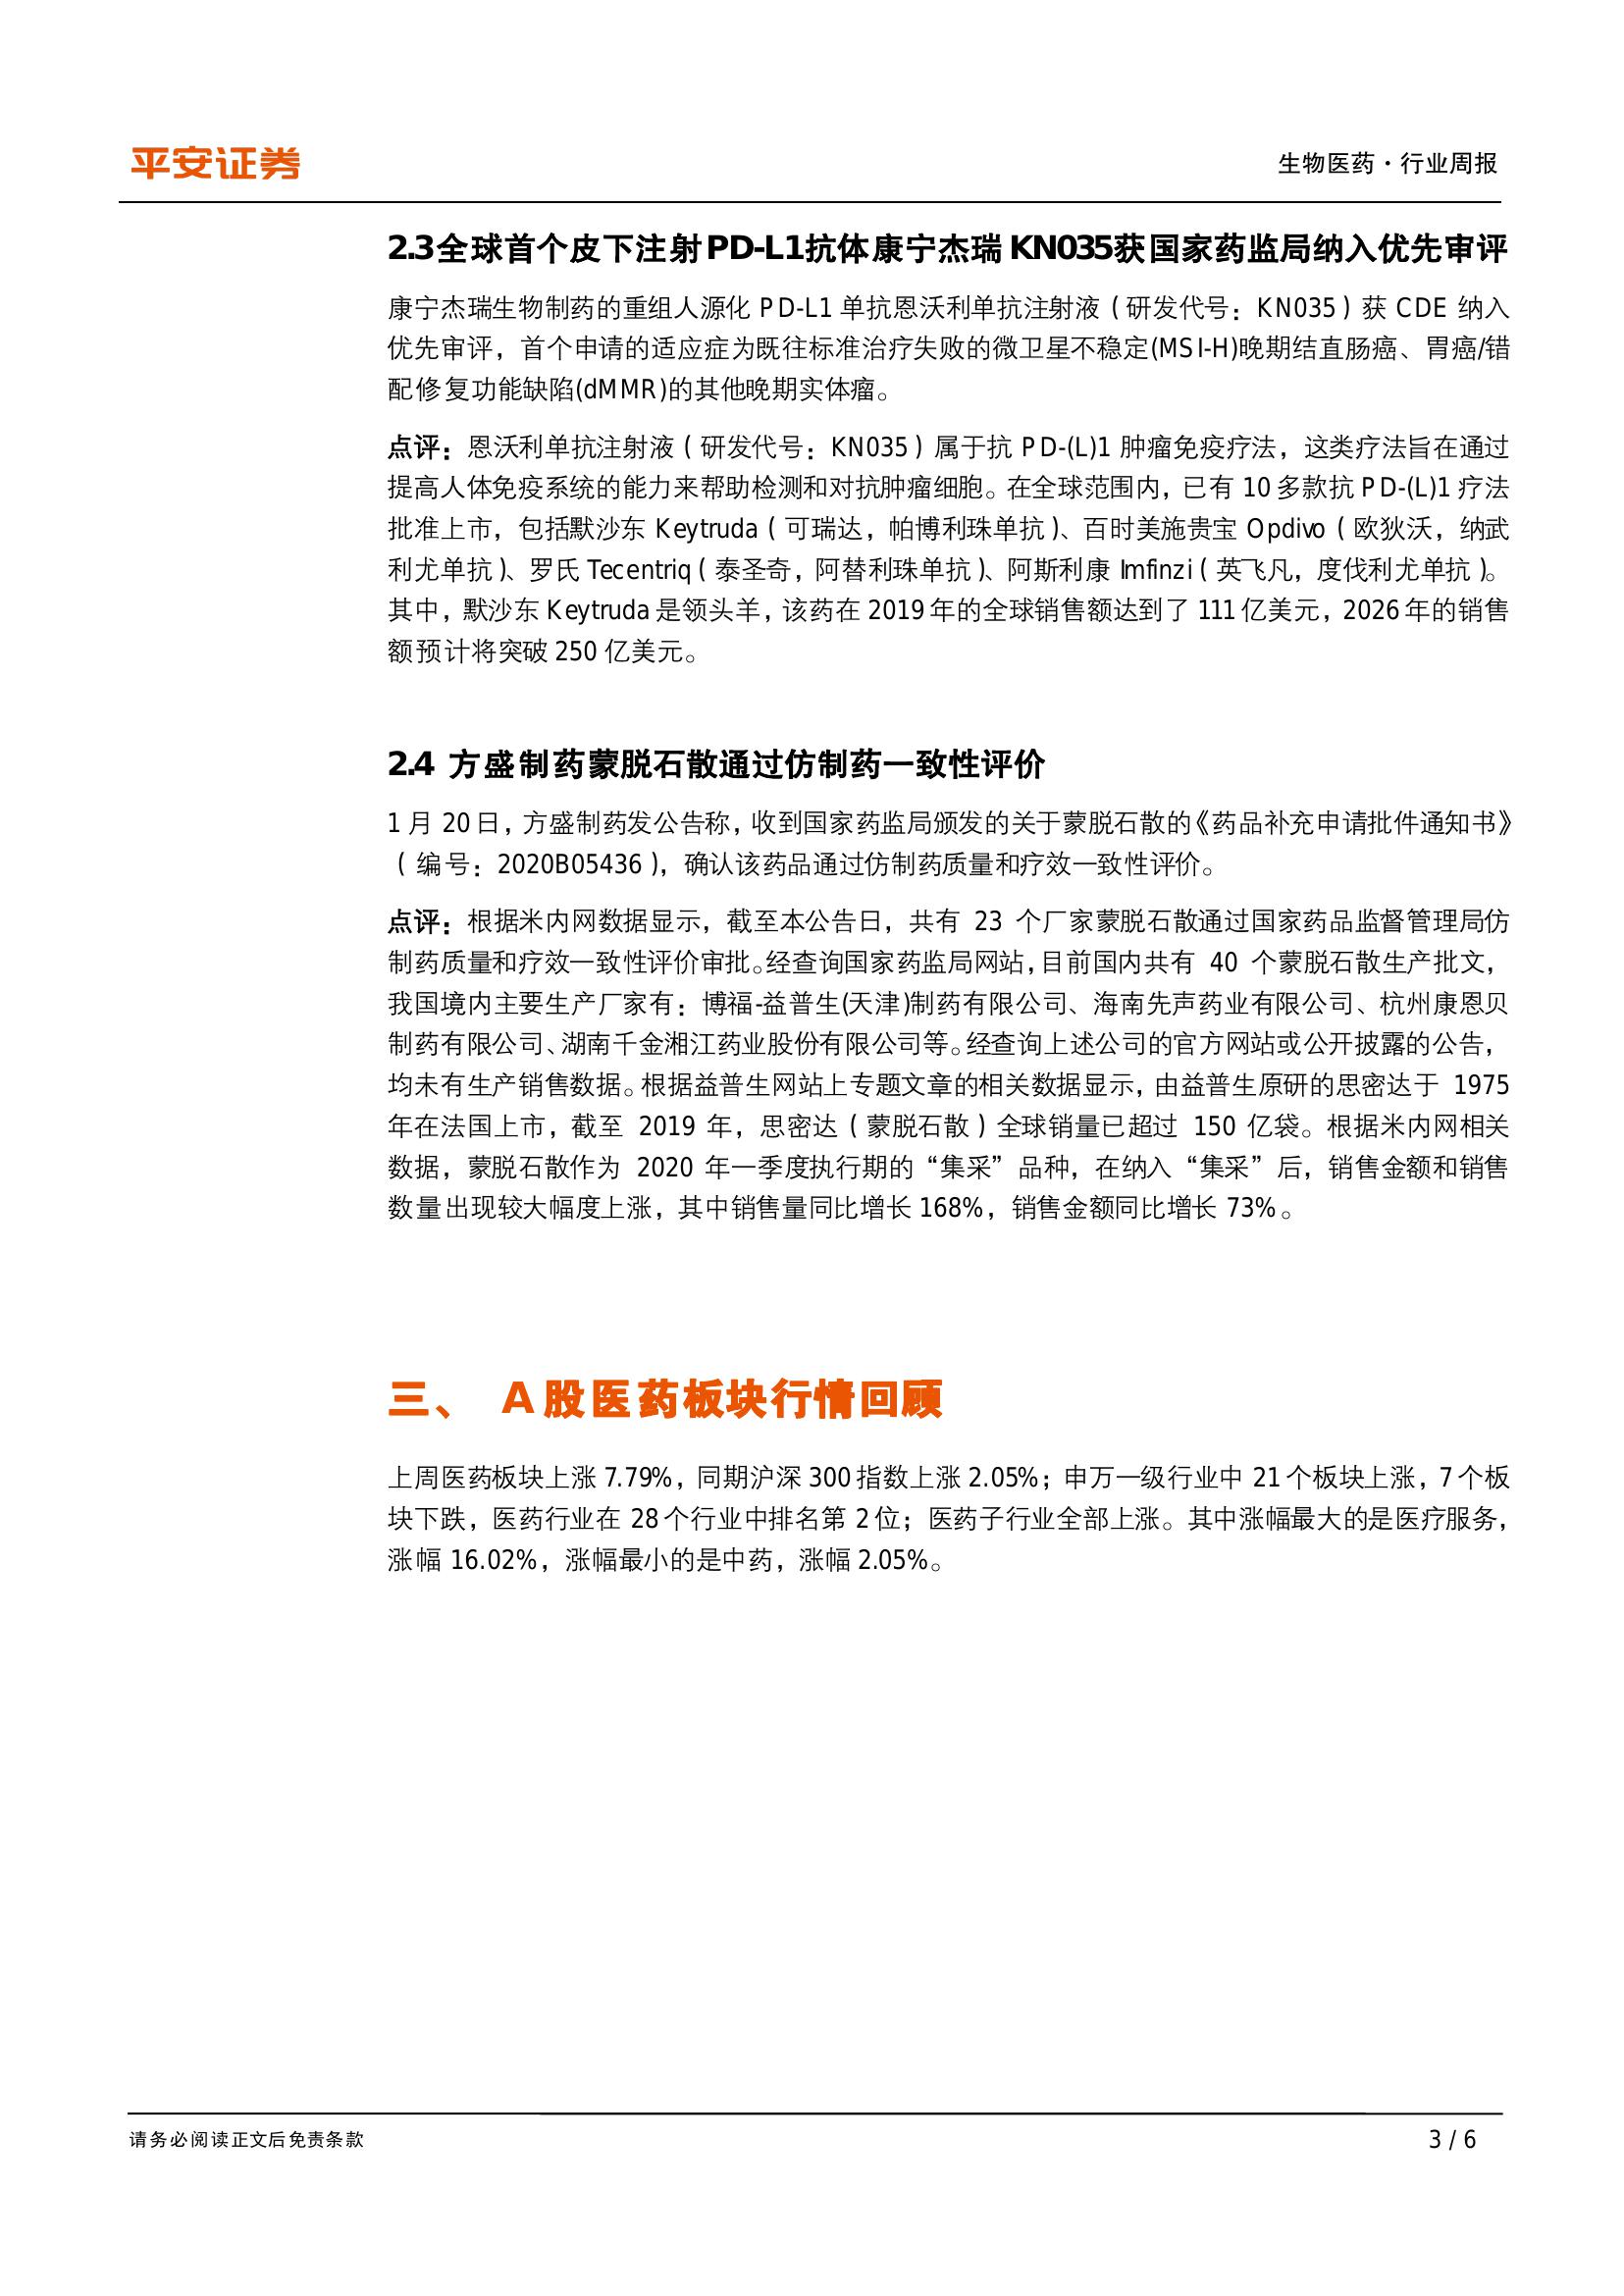 平安证券
生物医药·行业周报
2.3全球首个皮下注射PD-L1抗体康宁杰瑞KN035获国家药监局纳入优先审评
康宁杰瑞生物制药的重组人源化 PD-L1 单抗恩沃利单抗注射液（研发代号：KN035）获 CDE 纳入
优先审评，首个申请的适应症为既往标准治疗失败的微卫星不稳定(MSI-H)晚期结直肠癌、胃癌/错
配修复功能缺陷(dMMR)的其他晚期实体瘤。
点评：恩沃利单抗注射液（研发代号：KN035）属于抗 PD-(L)1 肿瘤免疫疗法，这类疗法旨在通过
提高人体免疫系统的能力来帮助检测和对抗肿瘤细胞。在全球范围内，已有 10 多款抗 PD-(L)1 疗法
批准上市，包括默沙东 Keytruda（可瑞达，帕博利珠单抗）、百时美施贵宝 Opdivo（欧狄沃，纳武
利尤单抗）、罗氏 Tecentriq（泰圣奇，阿替利珠单抗）、阿斯利康 Imfinzi（英飞凡，度伐利尤单抗）。
其中，默沙东 Keytruda 是领头羊，该药在 2019 年的全球销售额达到了 111 亿美元，2026 年的销售
额预计将突破 250 亿美元。
2.4 方盛制药蒙脱石散通过仿制药一致性评价
1 月 20 日，方盛制药发公告称，收到国家药监局颁发的关于蒙脱石散的《药品补充申请批件通知书》
（编号：2020B05436），确认该药品通过仿制药质量和疗效一致性评价。
点评：根据米内网数据显示，截至本公告日，共有 23 个厂家蒙脱石散通过国家药品监督管理局仿
制药质量和疗效一致性评价审批。经查询国家药监局网站，目前国内共有 40 个蒙脱石散生产批文，
我国境内主要生产厂家有：博福-益普生(天津)制药有限公司、海南先声药业有限公司、杭州康恩贝
制药有限公司、湖南千金湘江药业股份有限公司等。经查询上述公司的官方网站或公开披露的公告，
均未有生产销售数据。根据益普生网站上专题文章的相关数据显示，由益普生原研的思密达于 1975
年在法国上市，截至 2019 年，思密达（蒙脱石散）全球销量已超过 150 亿袋。根据米内网相关
数据，蒙脱石散作为 2020 年一季度执行期的“集采”品种，在纳入“集采”后，销售金额和销售
数量出现较大幅度上涨，其中销售量同比增长 168%，销售金额同比增长 73%。
三、 A 股医药板块行情回顾
上周医药板块上涨 7.79%，同期沪深 300 指数上涨 2.05%；申万一级行业中 21 个板块上涨，7 个板
块下跌，医药行业在 28 个行业中排名第 2 位；医药子行业全部上涨。其中涨幅最大的是医疗服务，
涨幅 16.02%，涨幅最小的是中药，涨幅 2.05%。
请务必阅读正文后免责条款
3 / 6